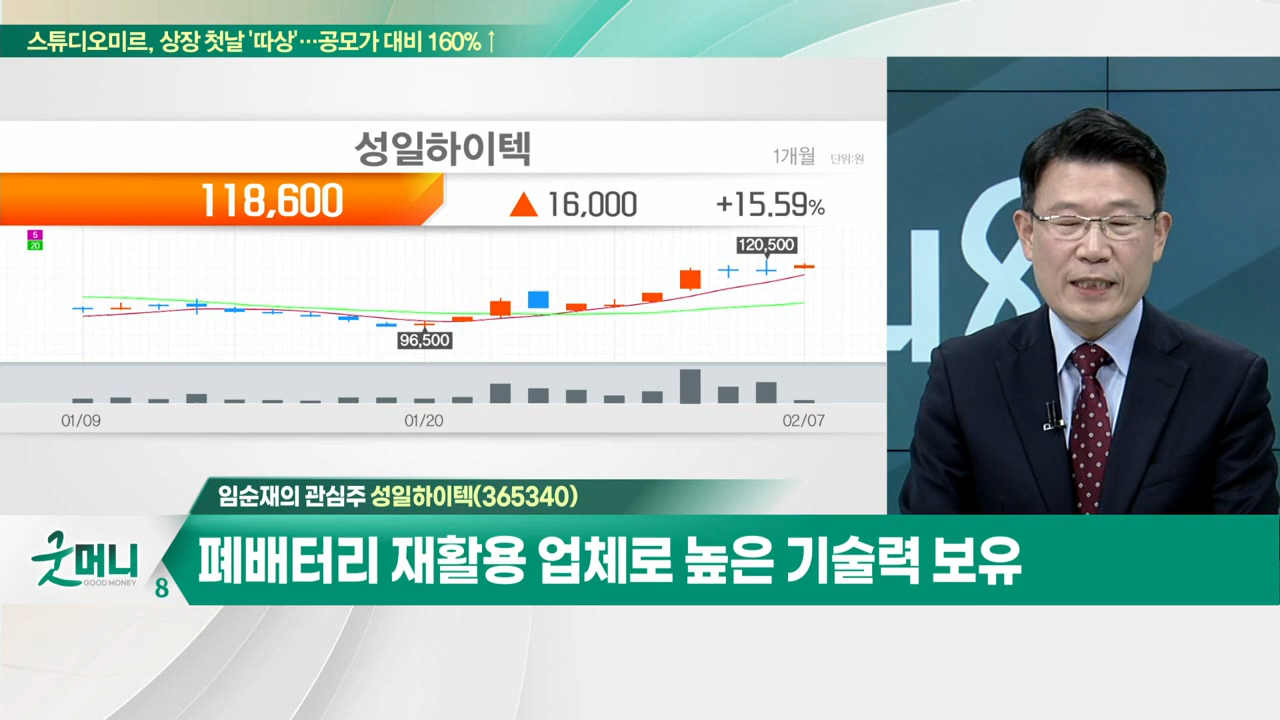 스튜디오미르, 상장 첫날 '따상'…공모가 대비 160%↑
성일하이텍
1개월 단위:원
118,600 ▲ 16,000 +15.59%
5
20
120,500
96,500
01/09 01/20 02/07
임순재의 관심주 성일하이텍(365340)
굿머니
GOOD MONEY
8
폐배터리 재활용 업체로 높은 기술력 보유